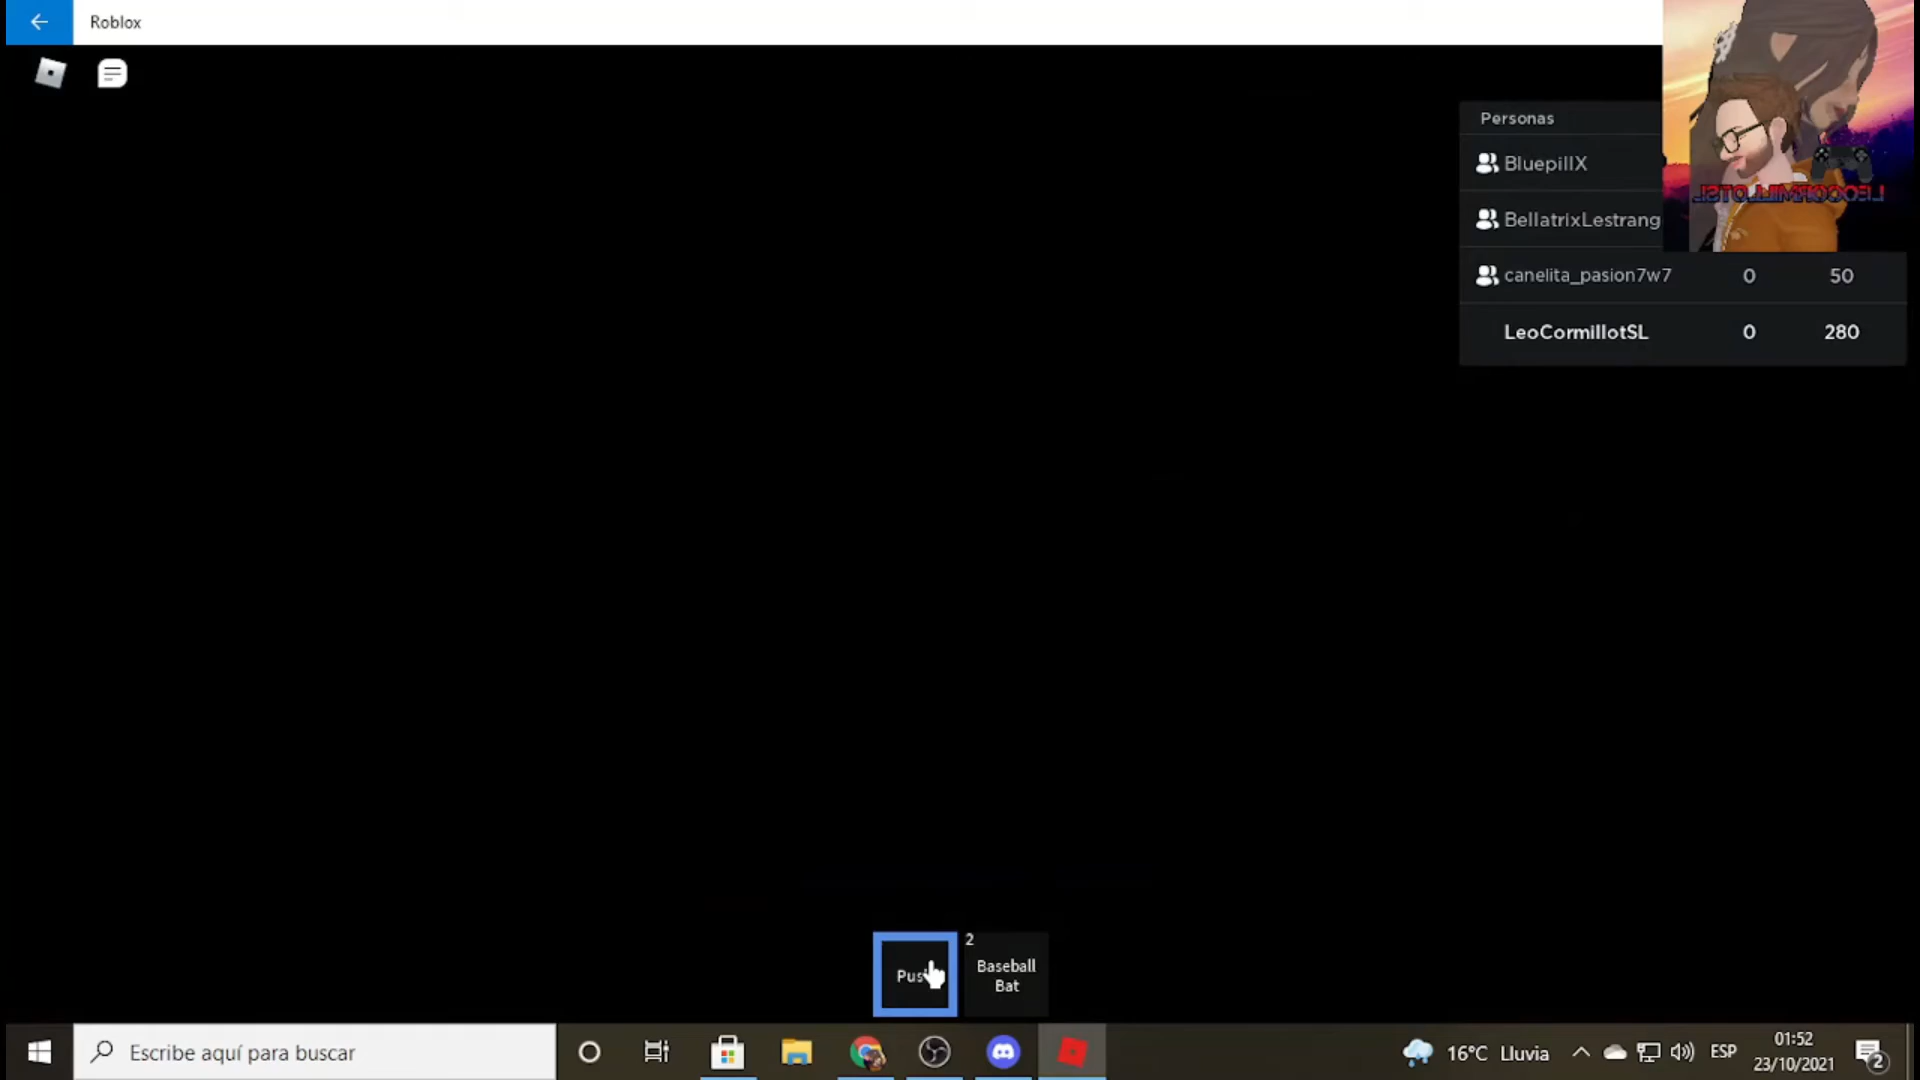 Roblox
Personas
BluepillX
BellatrixLestrang
canelita_pasion7w7 0 50
LeoCormillotSL 0 280
2
Baseball
Bat
Escribe aquí para buscar
16°C Lluvia
ESP
01:52
23/10/2021
2